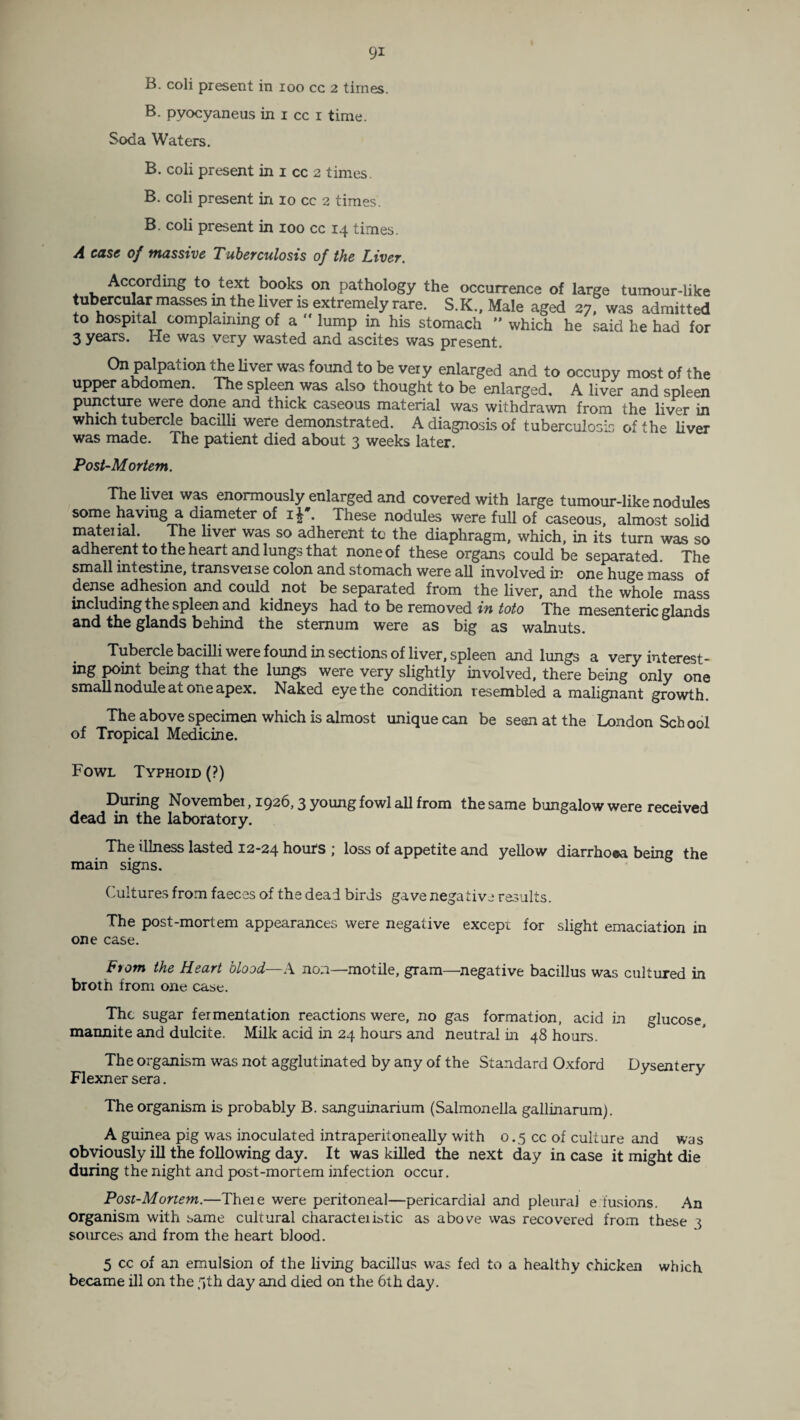 91
B. coli present in 100 cc 2 times.
B. pyocyaneus in 1 cc 1 time.
Soda Waters.
B. coli present in 1 cc 2 times.
B. coli present in 10 cc 2 times.
B. coli present in 100 cc 14 times.
A case of massive Tuberculosis of the Liver.
According to text books on pathology the occurrence of large tumour-like
tubercular masses in the liver is extremely rare. S.K., Male aged 27, was admitted
to hospital complaining of a " lump in his stomach " which he said he had for
3 years. He was very wasted and ascites was present.
On palpation the liver was found to be very enlarged and to occupy most of the
upper abdomen. The spleen was also thought to be enlarged. A liver and spleen
puncture were done and thick caseous material was withdrawn from the liver in
which tubercle bacilli were demonstrated. A diagnosis of tuberculosis of the liver
was made. The patient died about 3 weeks later.
Post-Mortem.
The liver was enormously enlarged and covered with large tumour-like nodules
some having a diameter of 1½". These nodules were full of caseous, almost solid
material. The liver was so adherent to the diaphragm, which, in its turn was so
adherent to the heart and lungs that none of these organs could be separated. The
small intestine, transverse colon and stomach were all involved in one huge mass of
dense adhesion and could not be separated from the liver, and the whole mass
including the spleen and kidneys had to be removed in toto The mesenteric glands
and the glands behind the sternum were as big as walnuts.
Tubercle bacilli were found in sections of liver, spleen and lungs a very interest-
ing point being that the lungs were very slightly involved, there being only one
small nodule at one apex. Naked eye the condition resembled a malignant growth.
The above specimen which is almost unique can be seen at the London School
of Tropical Medicine.
Fowl Typhoid (?)
During November, 1926, 3 young fowl all from the same bungalow were received
dead in the laboratory.
The illness lasted 12-24 hours ; loss of appetite and yellow diarrhoea being the
main signs.
Cultures from faeces of the dead birds gave negative results.
The post-mortem appearances were negative except for slight emaciation in
one case.
From the Heart blood—A non—motile, gram—negative bacillus was cultured in
broth from one case.
The sugar fermentation reactions were, no gas formation, acid in glucose,
mannite and dulcite. Milk acid in 24 hours and neutral in 48 hours.
The organism was not agglutinated by any of the Standard Oxford Dysentery
Flexner sera.
The organism is probably B. sanguinarium (Salmonella gallinarum).
A guinea pig was inoculated intraperitoneally with 0.5 cc of culture and was
obviously ill the following day. It was killed the next day in case it might die
during the night and post-mortem infection occur.
Post-Mortem.—There were peritoneal—pericardial and pleural effusions. An
organism with same cultural characteristic as above was recovered from these 3
sources and from the heart blood.
5 cc of an emulsion of the living bacillus was fed to a healthy chicken which
became ill on the 5th day and died on the 6th day.